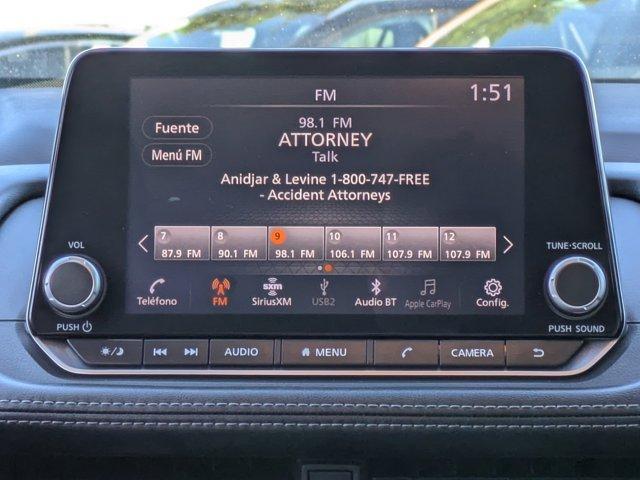 FM
1:51
Fuente
98.1 FM
ATTORNEY
Menú FM
Talk
Anidjar & Levine 1-800-747-FREE
- Accident Attorneys
7 8 9 10 11 12
87.9 FM 90.1 FM 98.1 FM 106.1 FM 107.9 FM 107.9 FM
VOL
TUNE·SCROLL
sxm
Teléfono FM SiriusXM USB2 Audio BT Apple CarPlay Config.
PUSH
PUSH SOUND
AUDIO MENU CAMERA